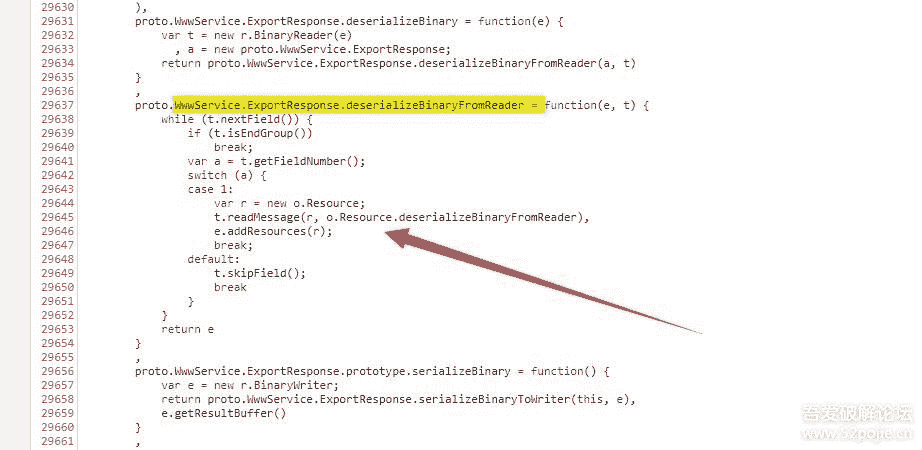 29630 ),
29631 proto.WwwService.ExportResponse.deserializeBinary = function(e) {
29632 var t = new r.BinaryReader(e)
29633 , a = new proto.WwwService.ExportResponse;
29634 return proto.WwwService.ExportResponse.deserializeBinaryFromReader(a, t)
29635 }
29636 ,
29637 proto.WwwService.ExportResponse.deserializeBinaryFromReader = function(e, t) {
29638 while (t.nextField()) {
29639 if (t.isEndGroup())
29640 break;
29641 var a = t.getFieldNumber();
29642 switch (a) {
29643 case 1:
29644 var r = new o.Resource;
29645 t.readMessage(r, o.Resource.deserializeBinaryFromReader),
29646 e.addResources(r);
29647 break;
29648 default:
29649 t.skipField();
29650 break
29651 }
29652 }
29653 return e
29654 }
29655 ,
29656 proto.WwwService.ExportResponse.prototype.serializeBinary = function() {
29657 var e = new r.BinaryWriter;
29658 return proto.WwwService.ExportResponse.serializeBinaryToWriter(this, e),
29659 e.getResultBuffer()
29660 }
29661 ,
吾爱破解论坛
www.52pojie.cn